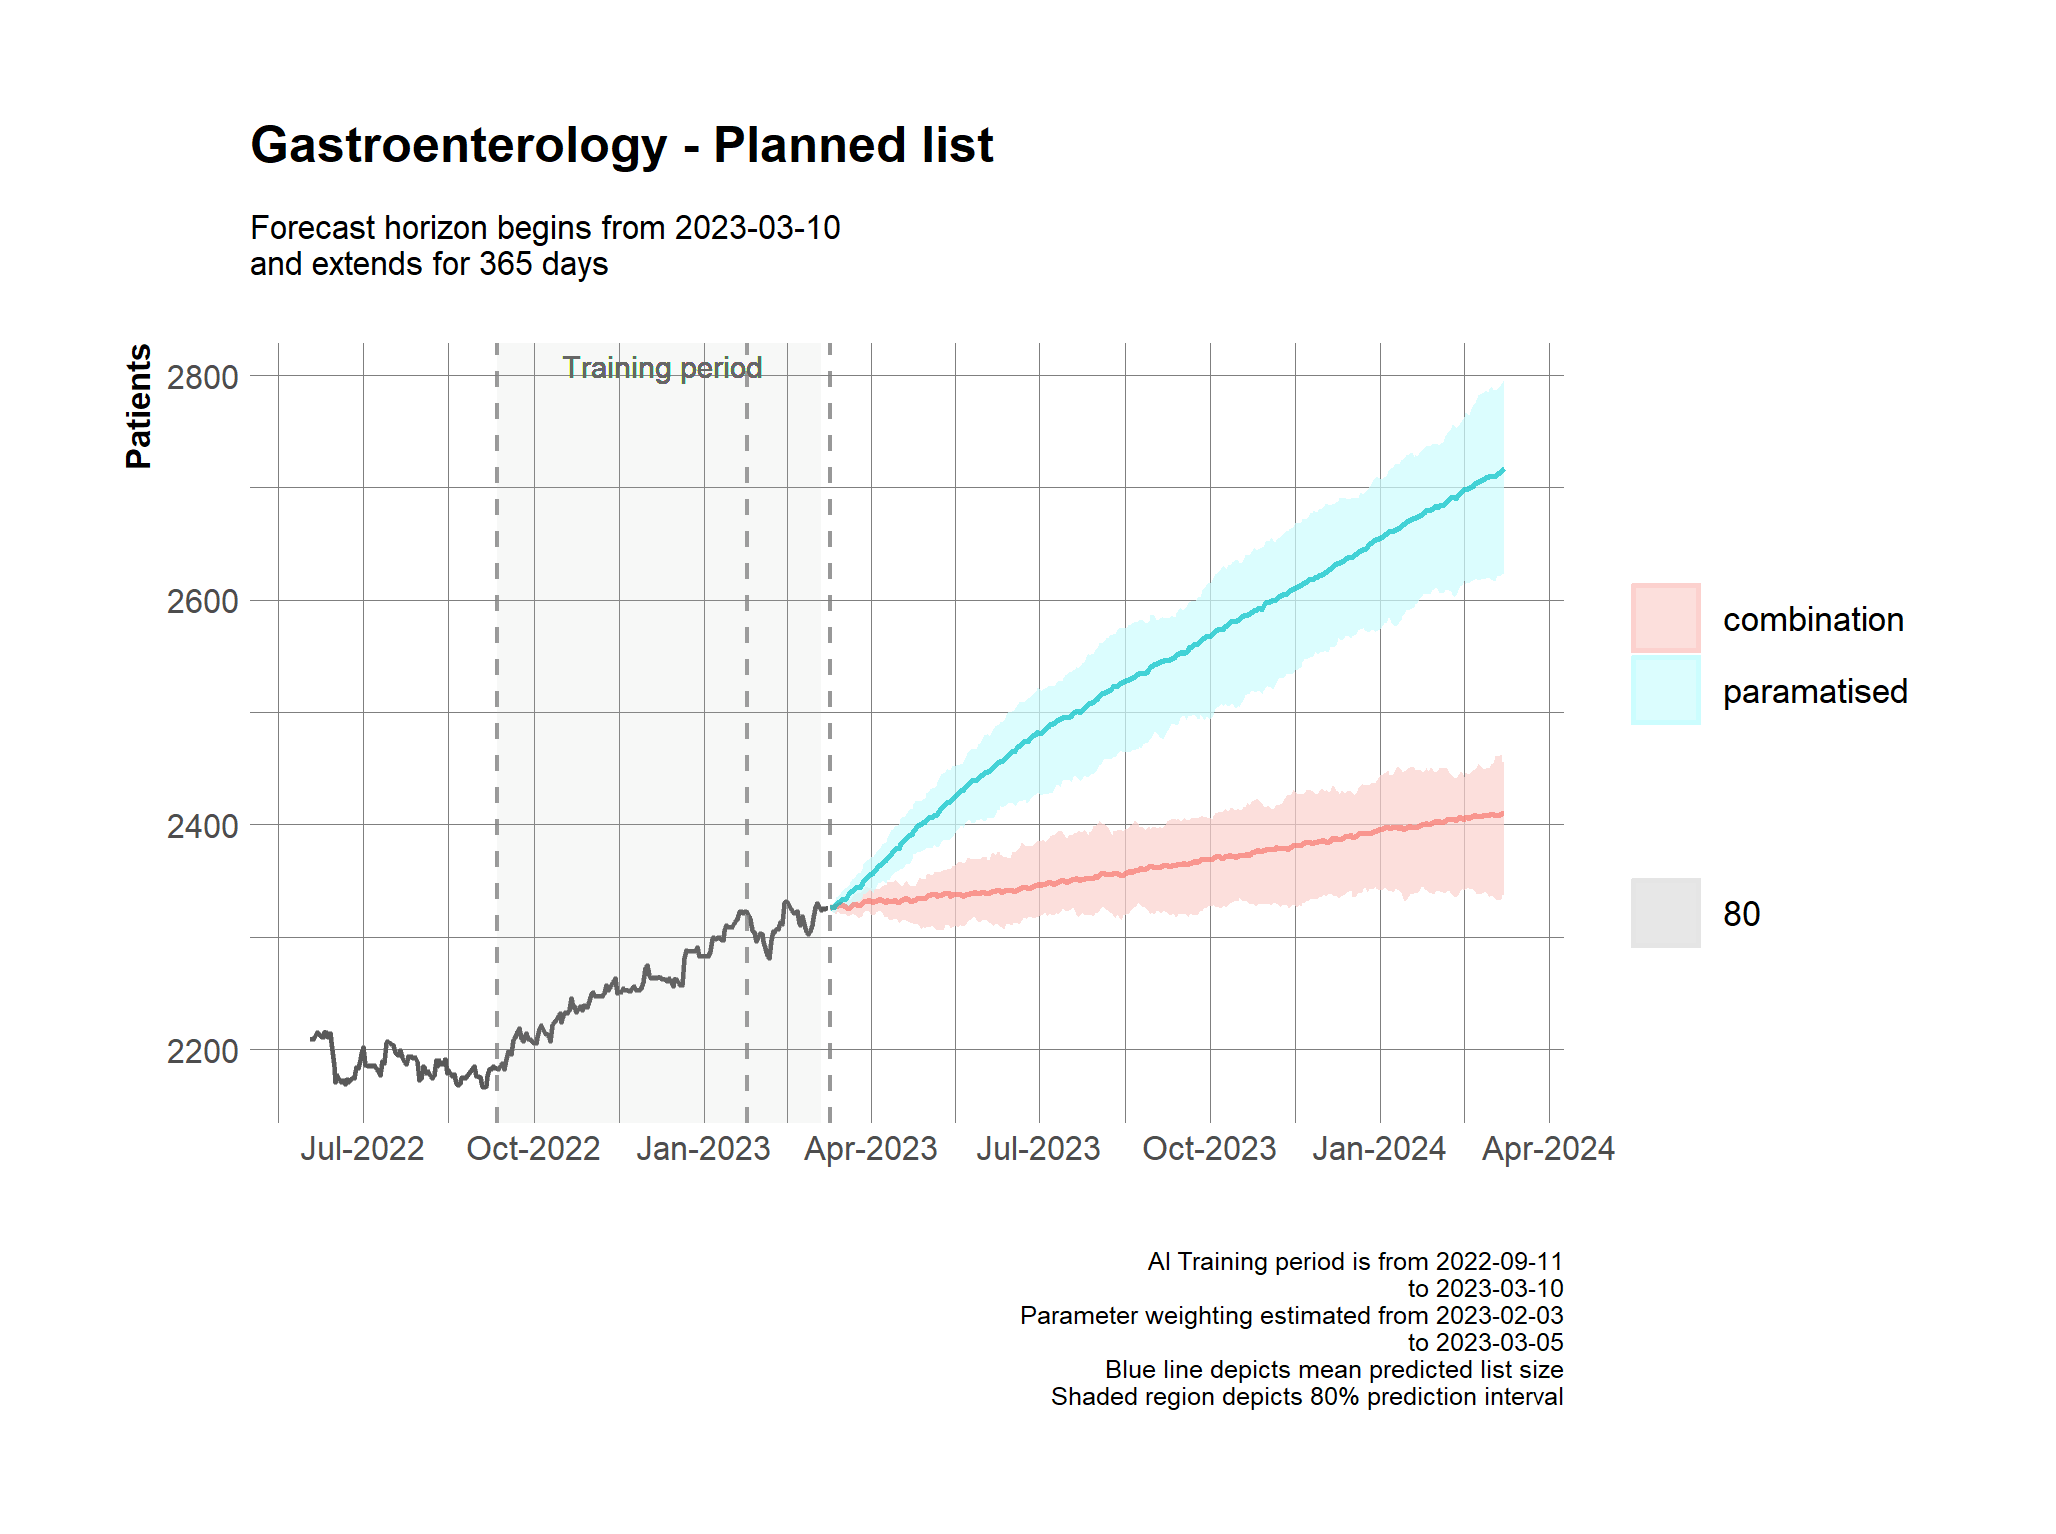 Gastroenterology - Planned list
Forecast horizon begins from 2023-03-10
and extends for 365 days
Patients
Training period
2800
2600
2400
2200
Jul-2022
Oct-2022
Jan-2023
Apr-2023
Jul-2023
Oct-2023
Jan-2024
Apr-2024
combination
paramatised
80
AI Training period is from 2022-09-11
to 2023-03-10
Parameter weighting estimated from 2023-02-03
to 2023-03-05
Blue line depicts mean predicted list size
Shaded region depicts 80% prediction interval